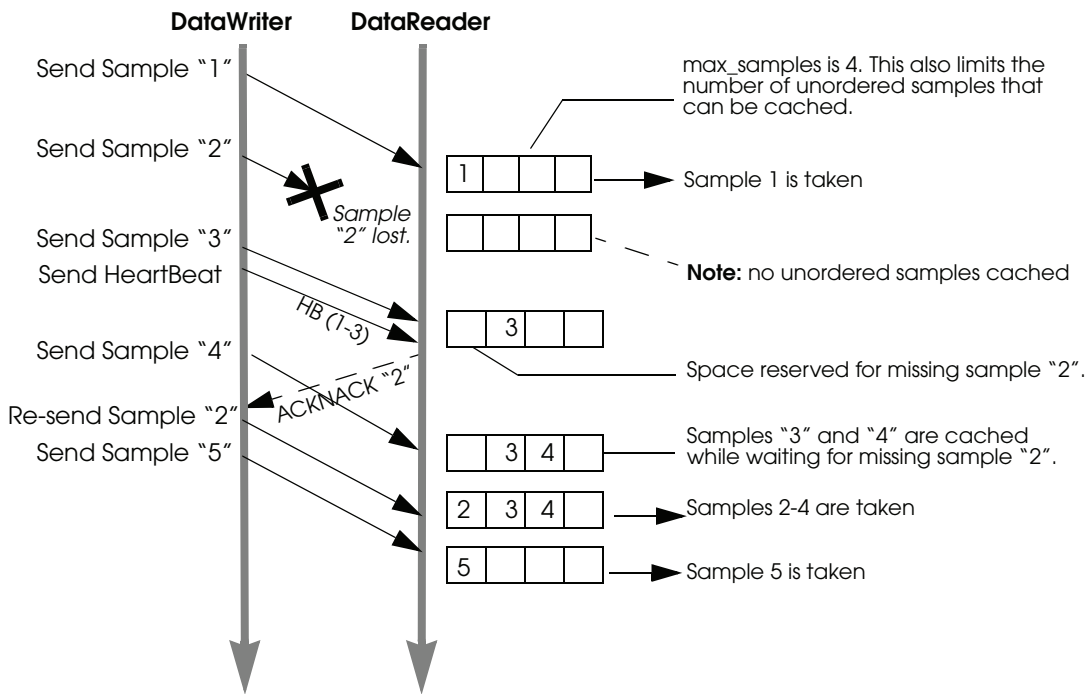 DataWriter DataReader
Send Sample “1”
max_samples is 4. This also limits the
number of unordered samples that
can be cached.
Send Sample “2”
1
Sample 1 is taken
Sample
“2” lost.
Send Sample “3”
Send HeartBeat
Note: no unordered samples cached
HB (1-3)
3
Send Sample “4”
Space reserved for missing sample “2”.
ACKNACK “2”
Re-send Sample “2”
Send Sample “5”
3 4
Samples “3” and “4” are cached
while waiting for missing sample “2”.
2 3 4
Samples 2-4 are taken
5
Sample 5 is taken